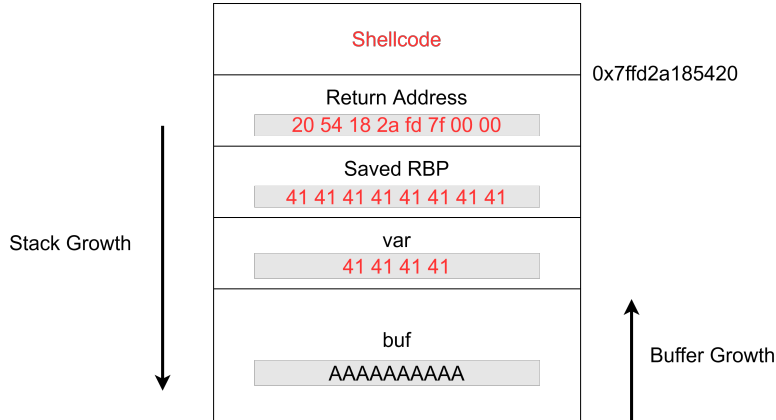 Shellcode
0x7ffd2a185420
Return Address
20 54 18 2a fd 7f 00 00
Saved RBP
41 41 41 41 41 41 41 41
Stack Growth
var
41 41 41 41
buf
Buffer Growth
AAAAAAAAAA